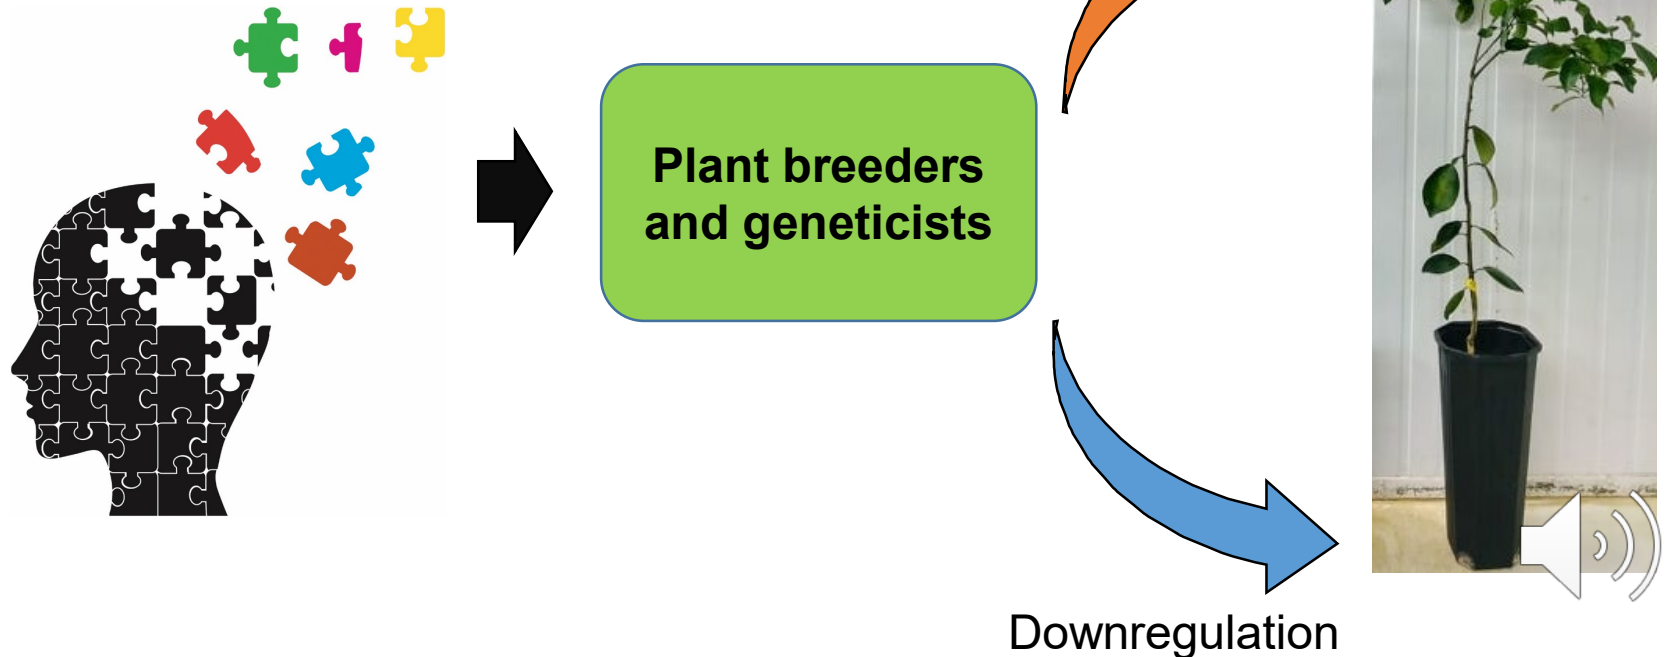 Plant breeders
and geneticists
Downregulation